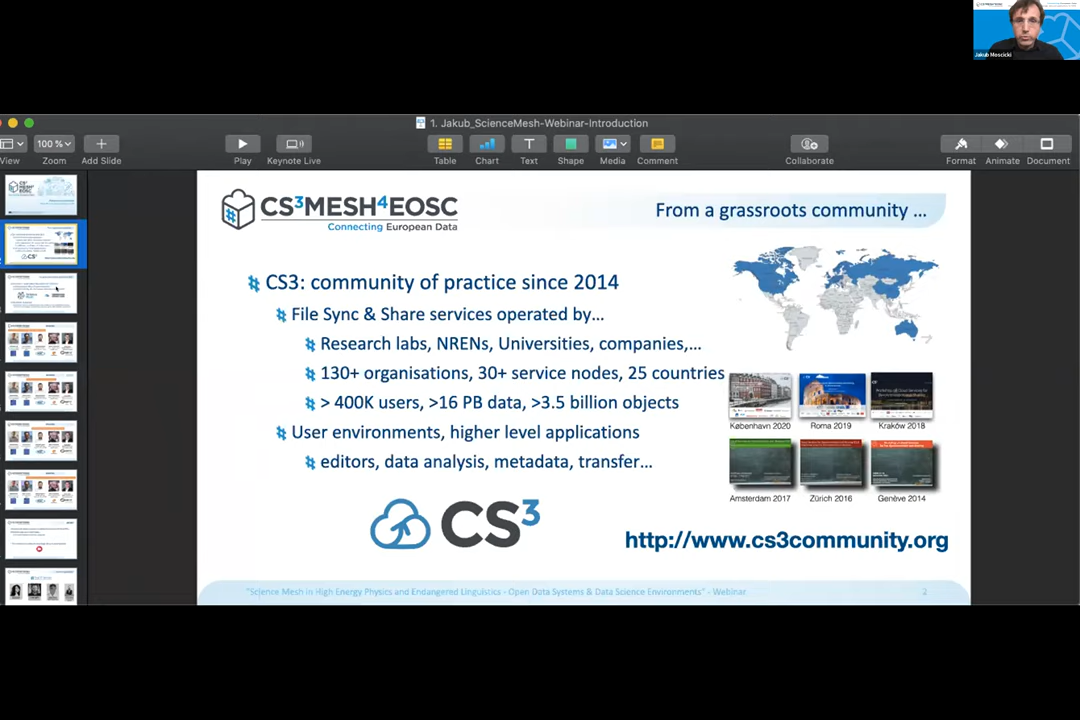 Jakub Moscicki
1. Jakub_ScienceMesh-Webinar-Introduction
View
100%
Zoom
Add Slide
Play
Keynote Live
Table
Chart
Text
Shape
Media
Comment
Collaborate
Format
Animate
Document
CS³MESH⁴EOSC
Connecting European Data
From a grassroots community ...
CS3: community of practice since 2014
File Sync & Share services operated by...
Research labs, NRENs, Universities, companies,...
130+ organisations, 30+ service nodes, 25 countries
> 400K users, >16 PB data, >3.5 billion objects
User environments, higher level applications
editors, data analysis, metadata, transfer...
København 2020
Roma 2019
Kraków 2018
Amsterdam 2017
Zürich 2016
Genève 2014
CS³
http://www.cs3community.org
"Science Mesh in High Energy Physics and Endangered Linguistics - Open Data Systems & Data Science Environments" - Webinar
2